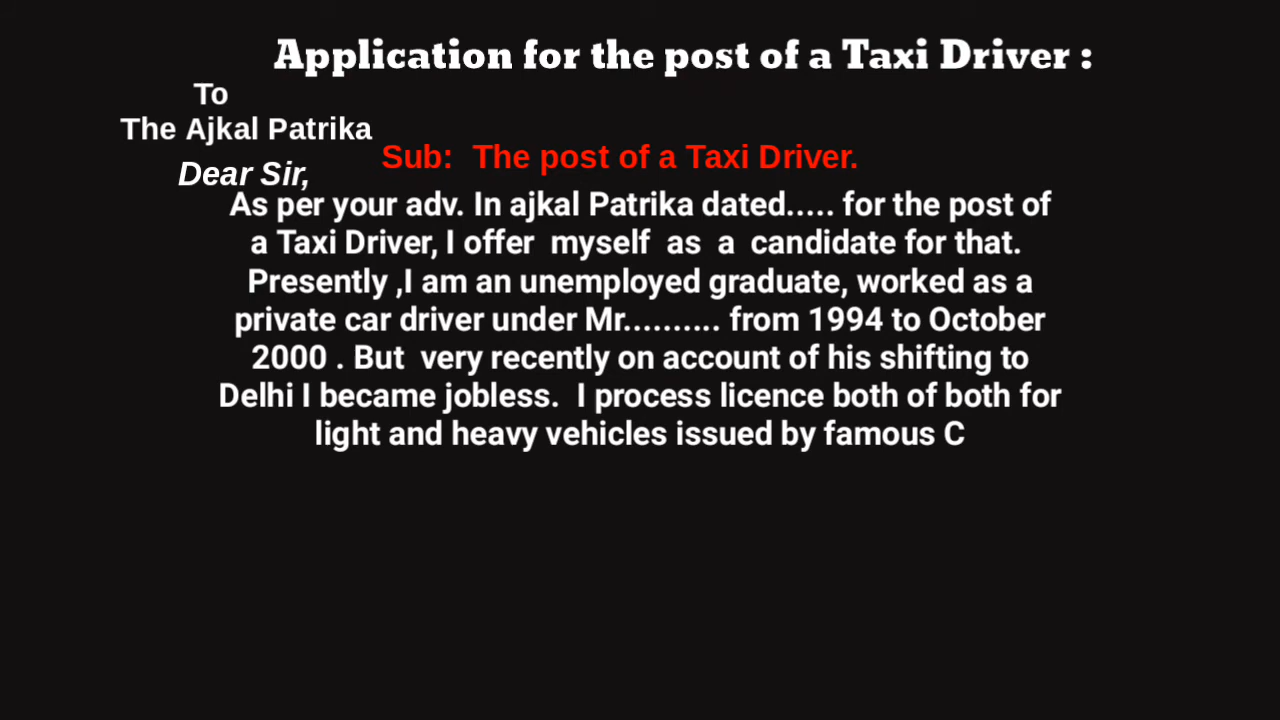 Application for the post of a Taxi Driver :
To
The Ajkal Patrika
Sub: The post of a Taxi Driver.
Dear Sir,
As per your adv. In ajkal Patrika dated..... for the post of
a Taxi Driver, I offer myself as a candidate for that.
Presently ,I am an unemployed graduate, worked as a
private car driver under Mr.......... from 1994 to October
2000 . But very recently on account of his shifting to
Delhi I became jobless. I process licence both of both for
light and heavy vehicles issued by famous C